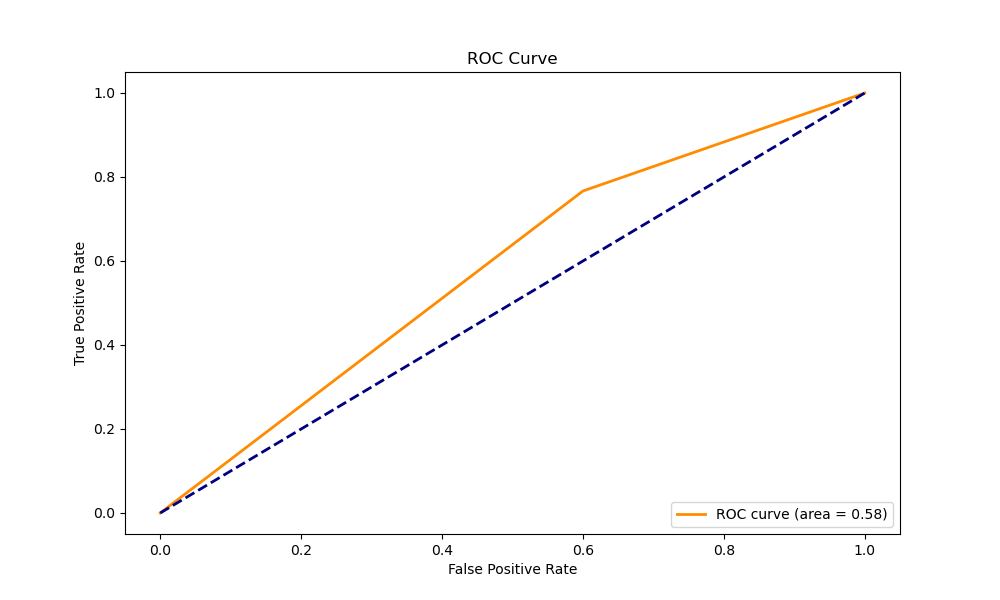 ROC Curve
1.0
0.8
0.6
0.4
0.2
0.0
True Positive Rate
ROC curve (area = 0.58)
0.0 0.2 0.4 0.6 0.8 1.0
False Positive Rate